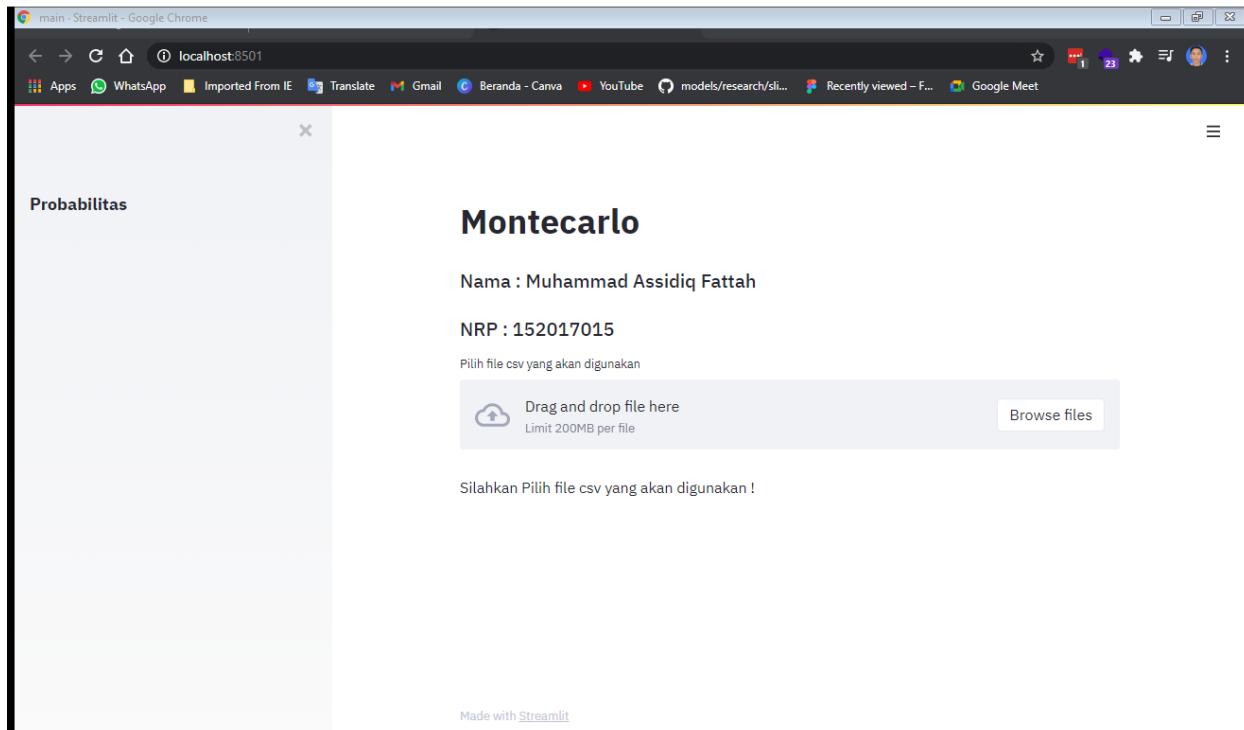 main · Streamlit - Google Chrome
localhost:8501
1
23
Apps WhatsApp Imported From IE Translate Gmail Beranda - Canva YouTube models/research/sli... Recently viewed – F... Google Meet
Probabilitas
Montecarlo
Nama : Muhammad Assidiq Fattah
NRP : 152017015
Pilih file csv yang akan digunakan
Drag and drop file here
Limit 200MB per file
Browse files
Silahkan Pilih file csv yang akan digunakan !
Made with Streamlit